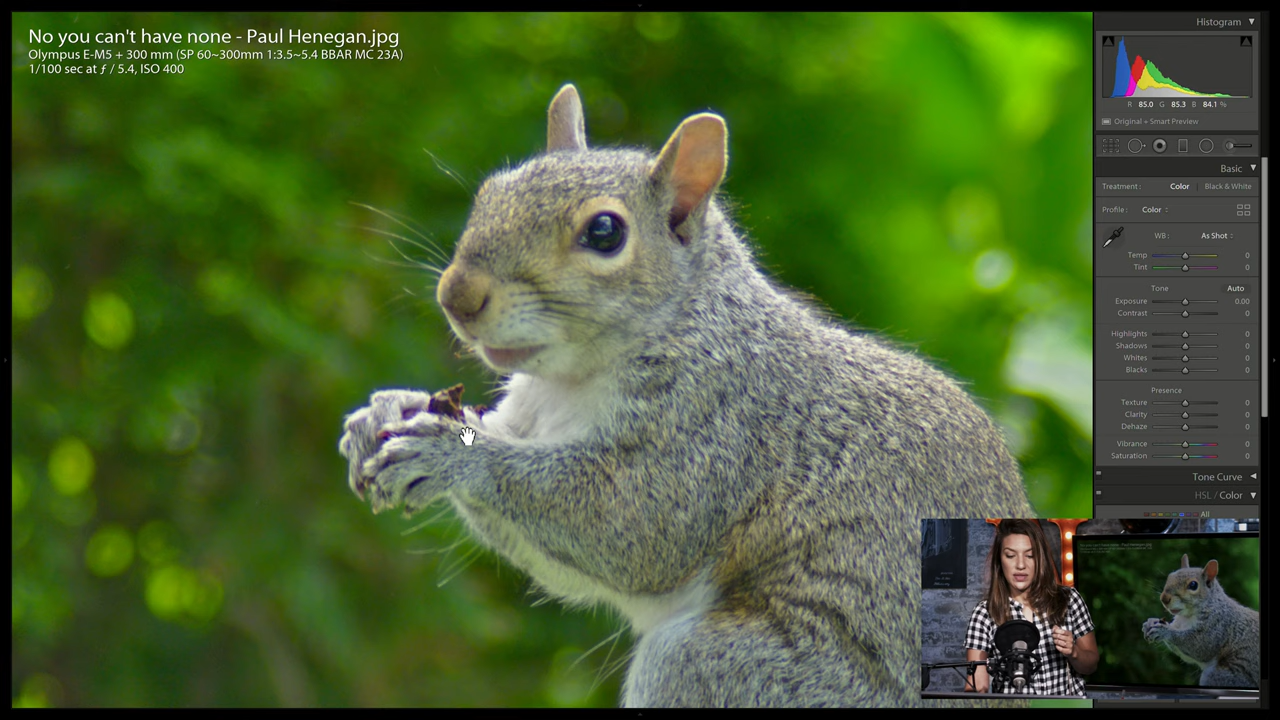 No you can't have none - Paul Henegan.jpg
Olympus E-M5 + 300 mm (SP 60~300mm 1:3.5~5.4 BBAR MC 23A)
1/100 sec at ƒ / 5.4, ISO 400
Histogram
R 85.0 G 85.3 B 84.1 %
Original + Smart Preview
Basic
Treatment: Color Black & White
Profile: Color
WB: As Shot
Temp 0
Tint 0
Tone Auto
Exposure 0.00
Contrast 0
Highlights 0
Shadows 0
Whites 0
Blacks 0
Presence
Texture 0
Clarity 0
Dehaze 0
Vibrance 0
Saturation 0
Tone Curve
HSL / Color
All